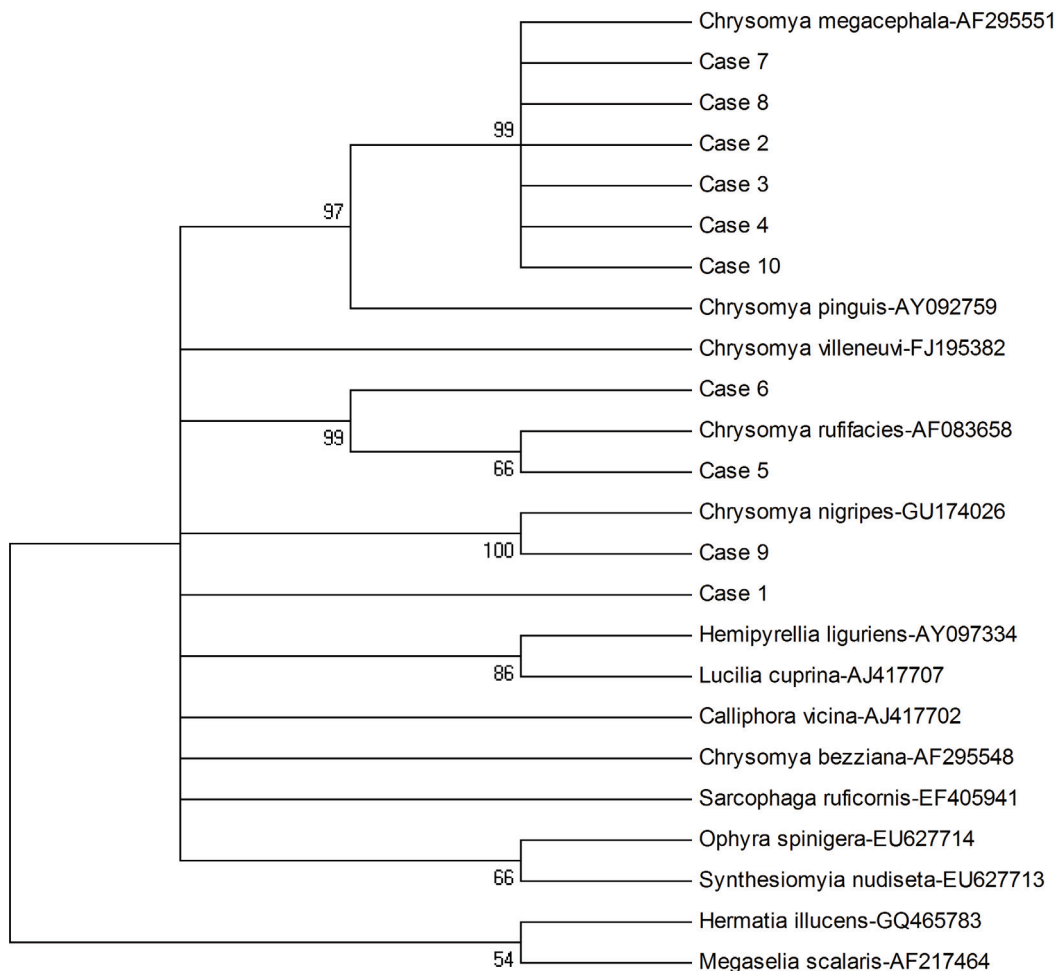 Chrysomya megacephala-AF295551
Case 7
Case 8
99
Case 2
Case 3
97
Case 4
Case 10
Chrysomya pinguis-AY092759
Chrysomya villeneuvi-FJ195382
Case 6
99
Chrysomya rufifacies-AF083658
66
Case 5
Chrysomya nigripes-GU174026
100
Case 9
Case 1
Hemipyrellia liguriens-AY097334
86
Lucilia cuprina-AJ417707
Calliphora vicina-AJ417702
Chrysomya bezziana-AF295548
Sarcophaga ruficornis-EF405941
Ophyra spinigera-EU627714
66
Synthesiomyia nudiseta-EU627713
Hermatia illucens-GQ465783
54
Megaselia scalaris-AF217464